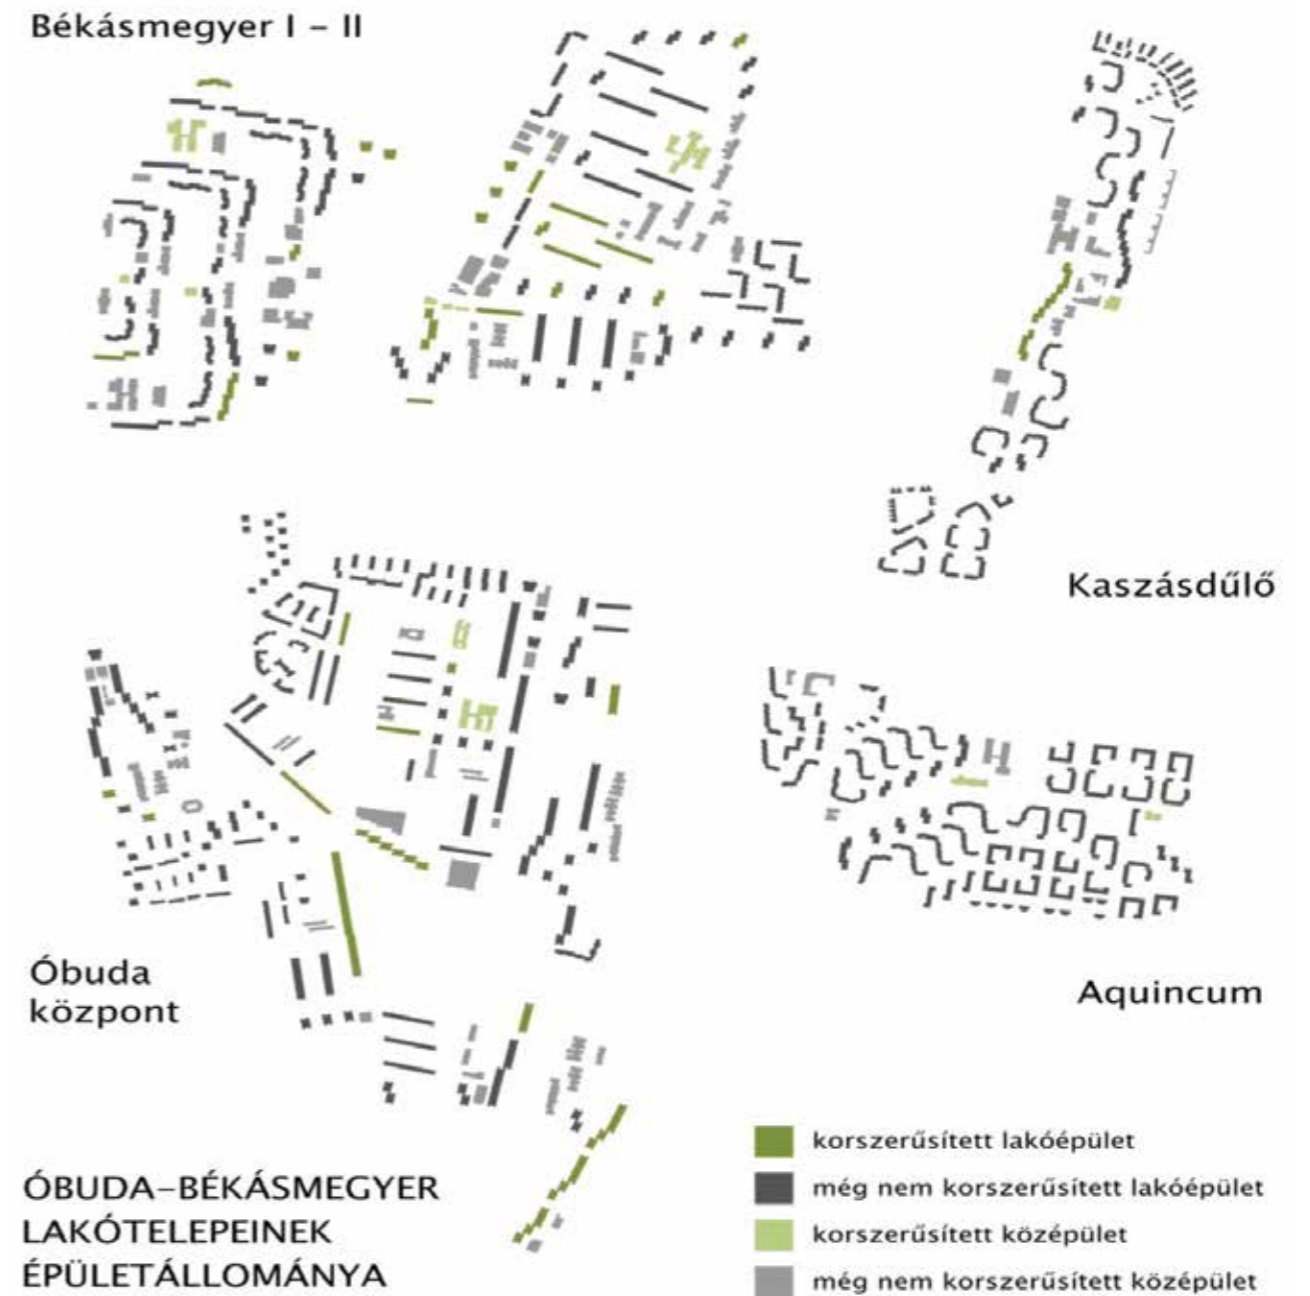 Békásmegyer I – II
Kaszásdűlő
Óbuda
központ
Aquincum
ÓBUDA–BÉKÁSMEGYER
LAKÓTELEPEINEK
ÉPÜLETÁLLOMÁNYA
korszerűsített lakóépület
még nem korszerűsített lakóépület
korszerűsített középület
még nem korszerűsített középület